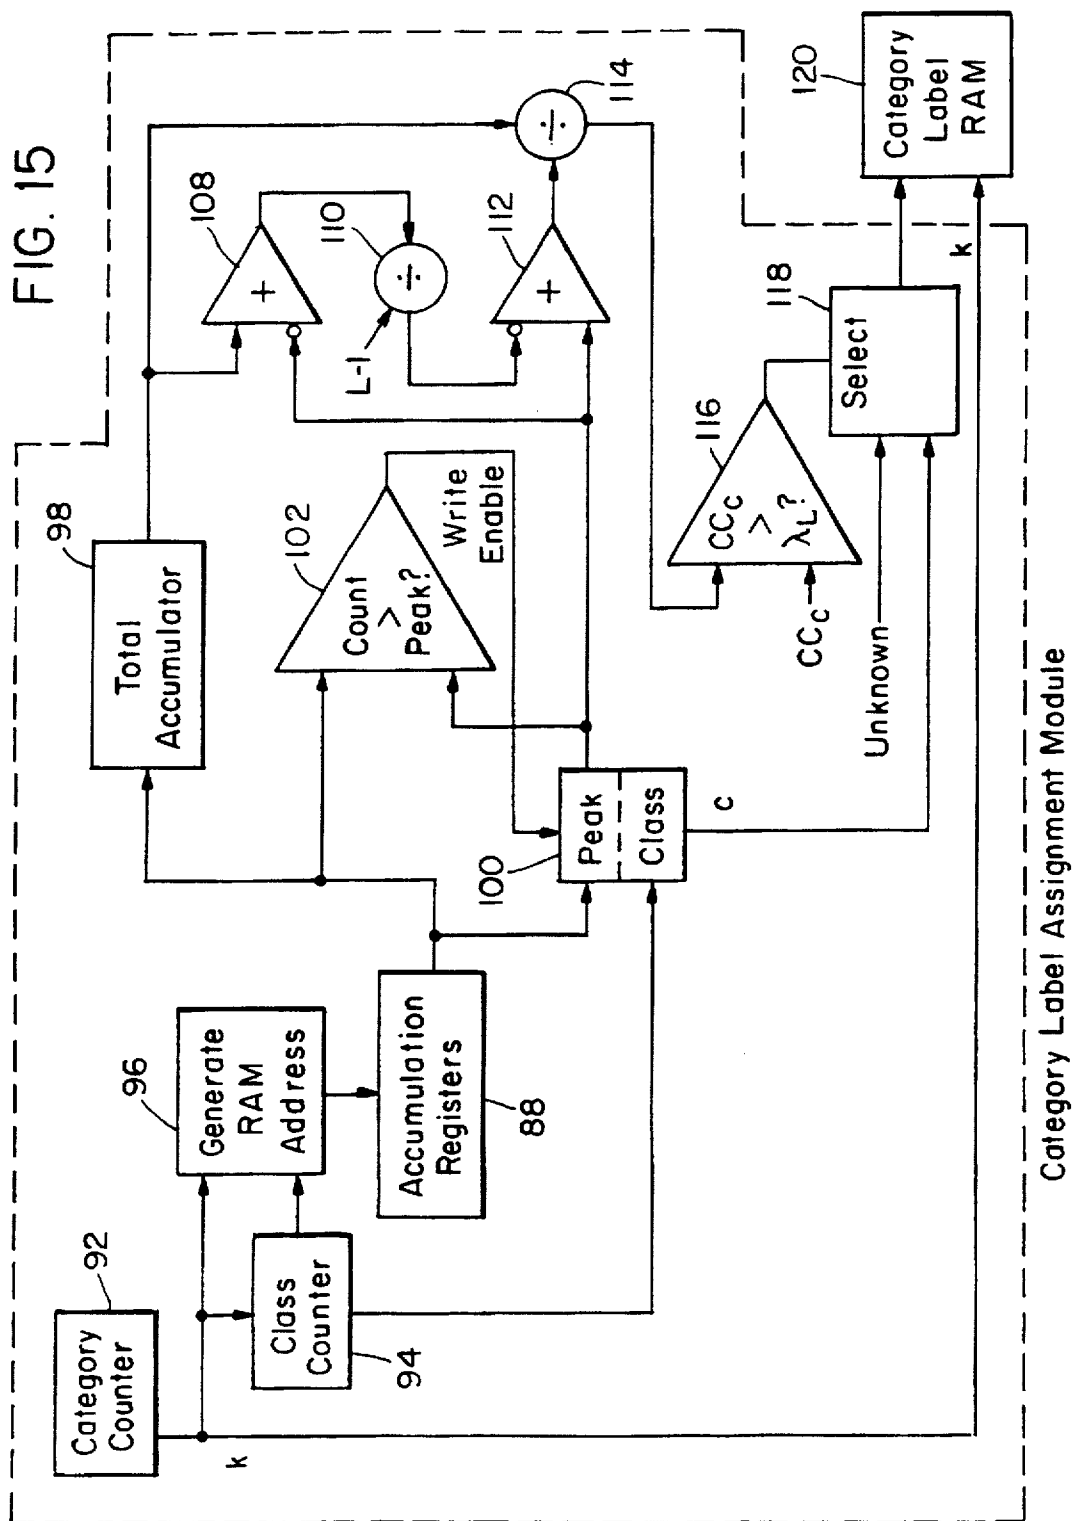 FIG. 15
Category
Counter
92
k
Class
Counter
94
96
Generate
RAM
Address
Accumulation
Registers
88
98
Total
Accumulator
100
Peak
Class
c
102
Count
>
Peak?
Write
Enable
108
+
110
÷
L-1
112
+
114
÷
116
CCc
>
λL?
CCc
Unknown
118
Select
k
120
Category
Label
RAM
Category Label Assignment Module